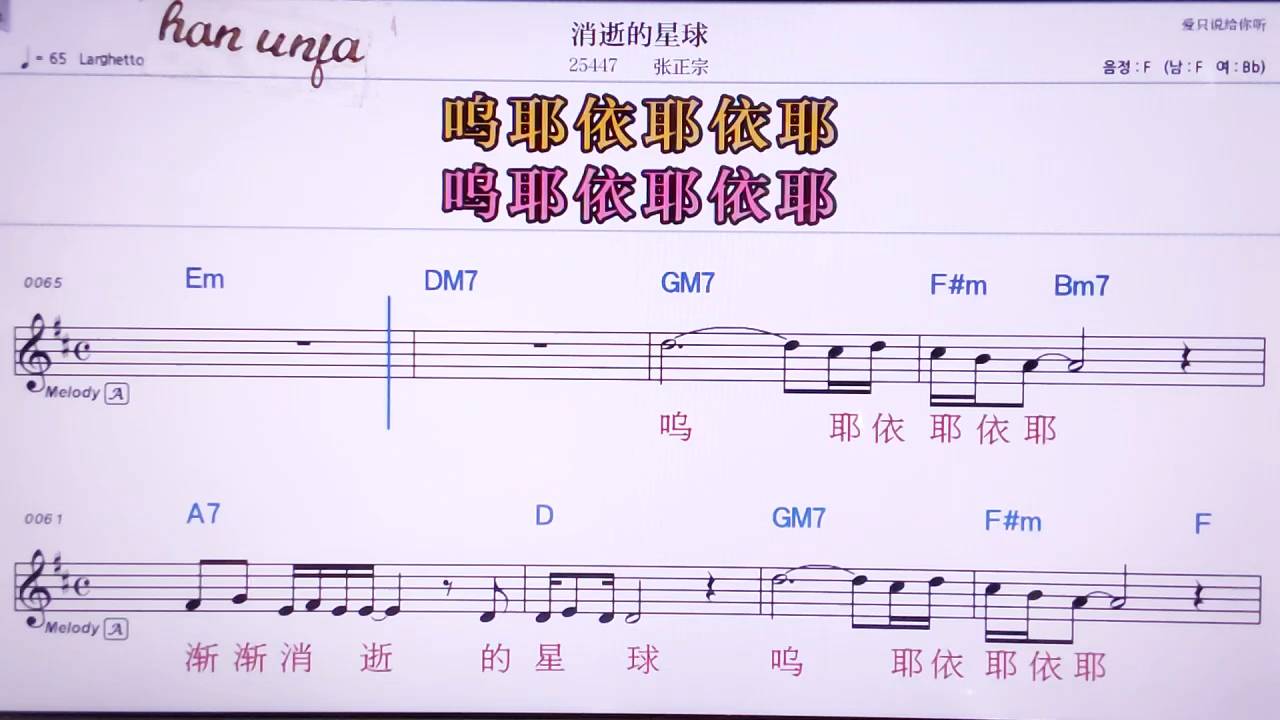 han unfa
消逝的星球
爱只说给你听
♩ = 65 Larghetto
25447 张正宗
음정 : F (남 : F 여 : Bb)
呜耶依耶依耶
呜耶依耶依耶
0065 Em DM7 GM7 F#m Bm7
Melody A
呜 耶依 耶依耶
0061 A7 D GM7 F#m F
Melody A
渐渐消 逝 的星 球 呜 耶依 耶依耶